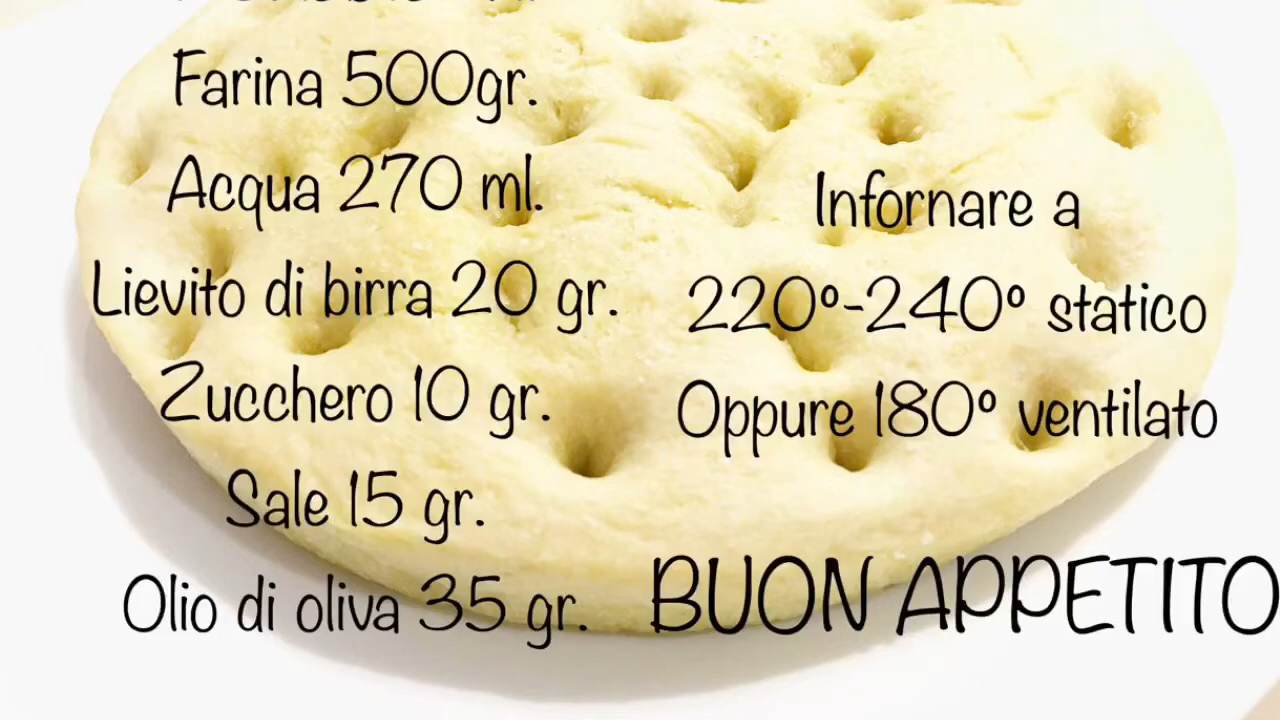 Farina 500gr.
Acqua 270 ml.
Lievito di birra 20 gr.
Zucchero 10 gr.
Sale 15 gr.
Olio di oliva 35 gr.
Infornare a
220°-240° statico
Oppure 180° ventilato
BUON APPETITO